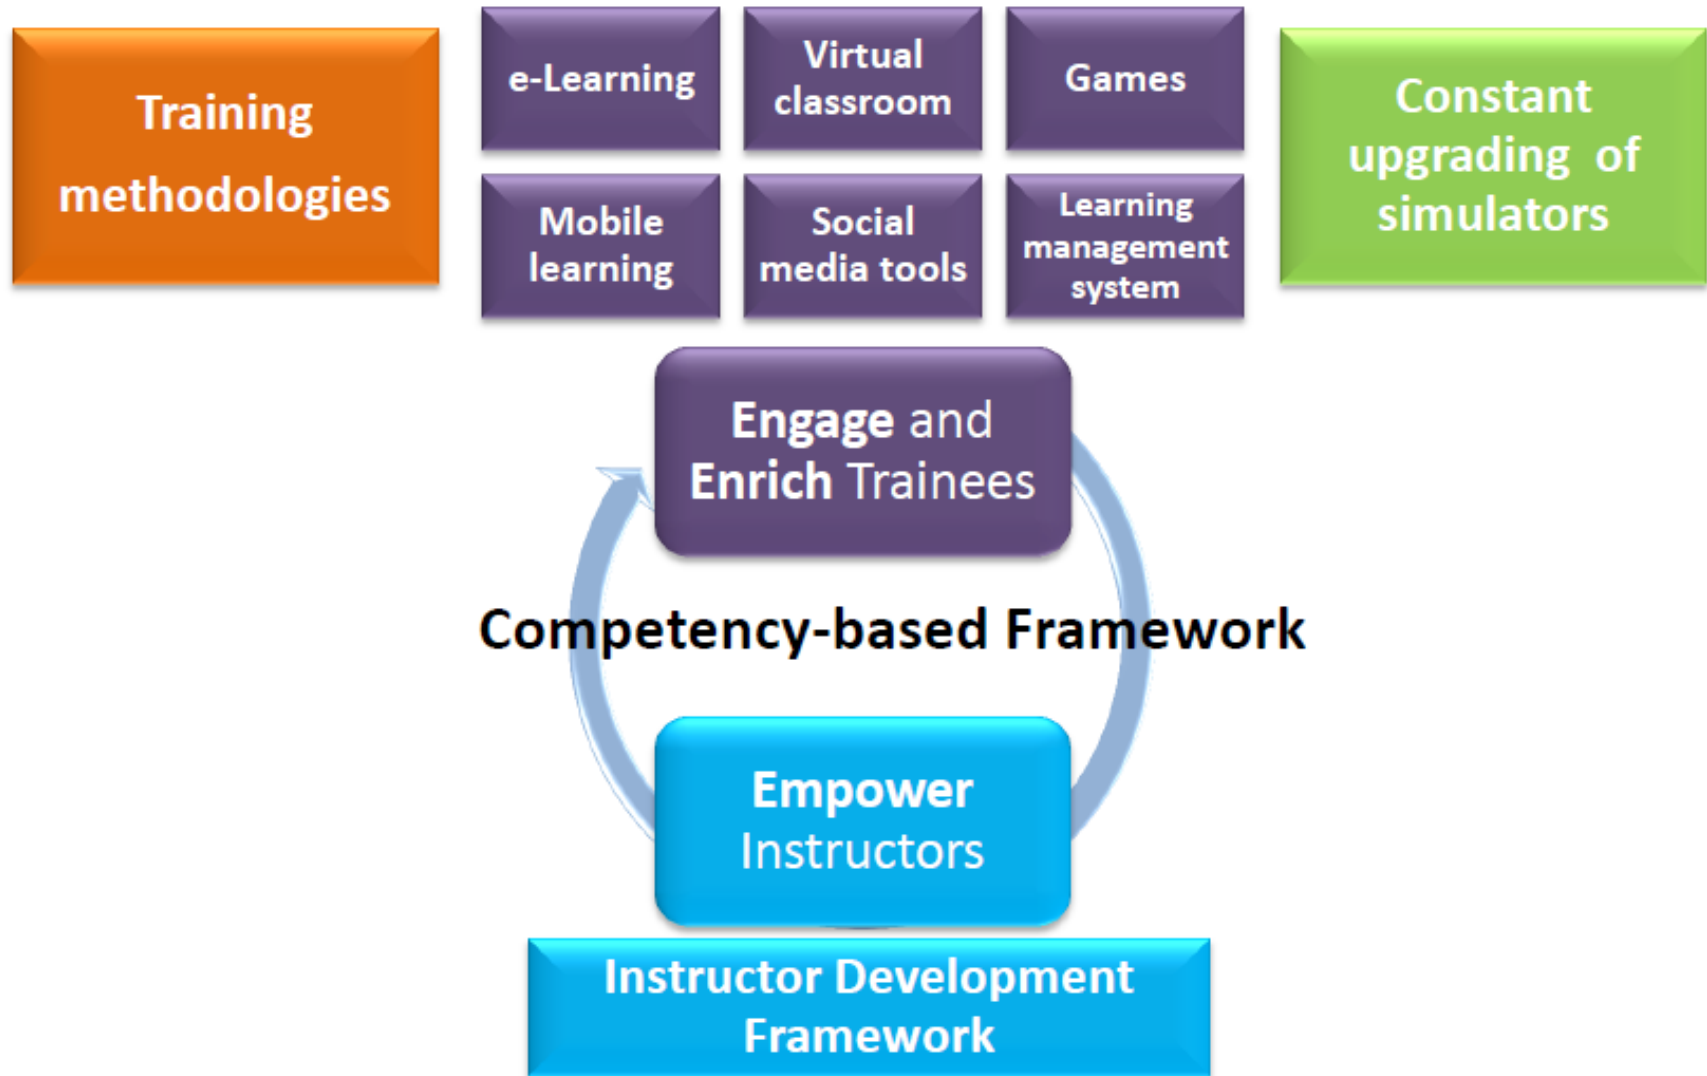 Training
methodologies
e-Learning
Virtual
classroom
Games
Mobile
learning
Social
media tools
Learning
management
system
Constant
upgrading of
simulators
Engage and
Enrich Trainees
Competency-based Framework
Empower
Instructors
Instructor Development
Framework